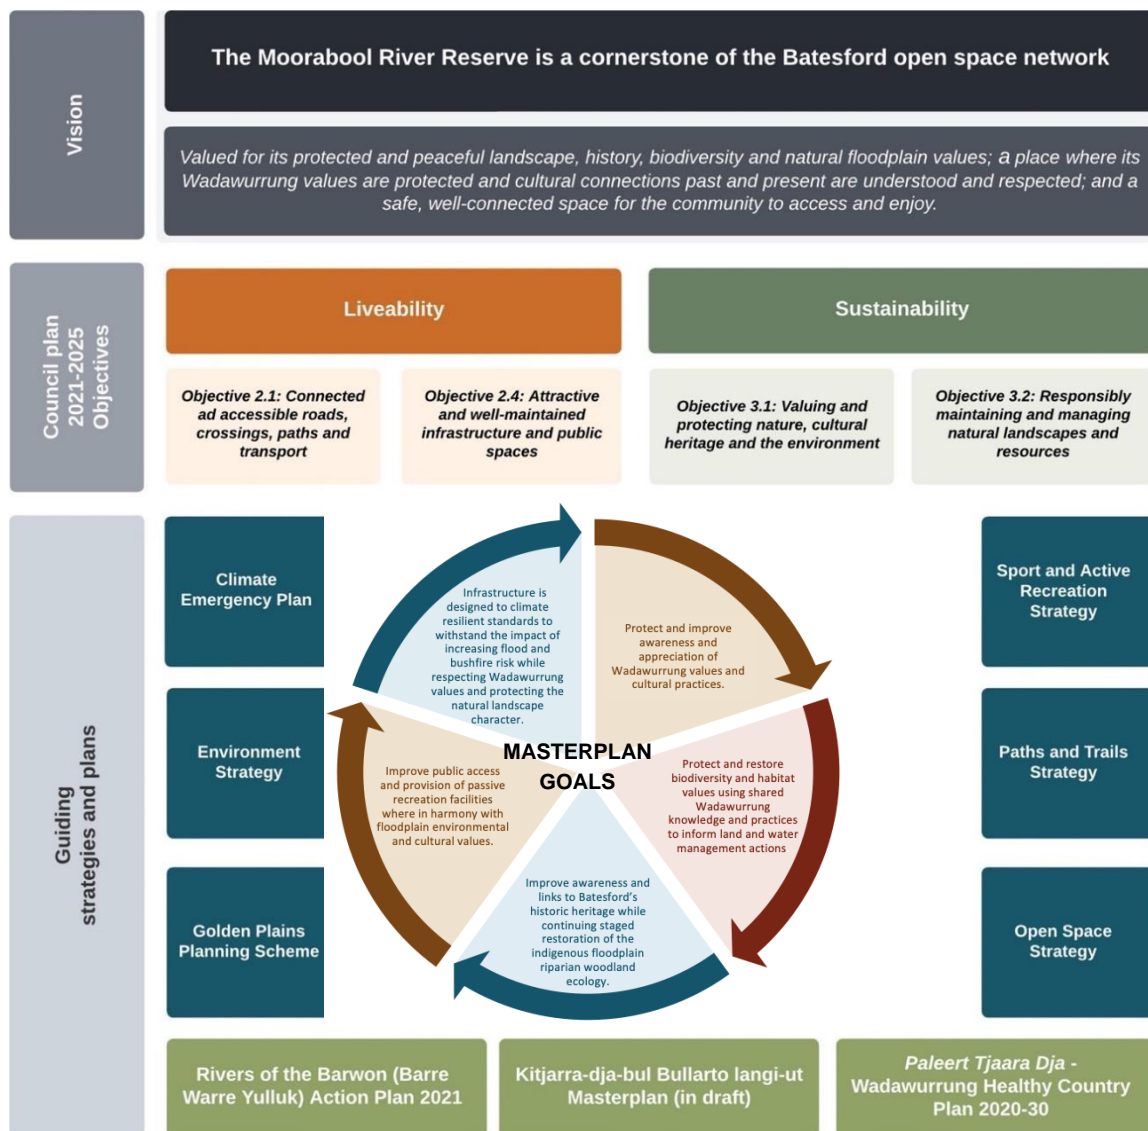 Vision
The Moorabool River Reserve is a cornerstone of the Batesford open space network
Valued for its protected and peaceful landscape, history, biodiversity and natural floodplain values; a place where its
Wadawurrung values are protected and cultural connections past and present are understood and respected; and a
safe, well-connected space for the community to access and enjoy.
Council plan
2021-2025
Objectives
Liveability
Sustainability
Objective 2.1: Connected
ad accessible roads,
crossings, paths and
transport
Objective 2.4: Attractive
and well-maintained
infrastructure and public
spaces
Objective 3.1: Valuing and
protecting nature, cultural
heritage and the environment
Objective 3.2: Responsibly
maintaining and managing
natural landscapes and
resources
Guiding
strategies and plans
Climate
Emergency Plan
Environment
Strategy
Golden Plains
Planning Scheme
Infrastructure is
designed to climate
resilient standards to
withstand the impact of
increasing flood and
bushfire risk while
respecting Wadawurrung
values and protecting the
natural landscape
character.
Protect and improve
awareness and
appreciation of
Wadawurrung values and
cultural practices.
MASTERPLAN
GOALS
Improve public access
and provision of passive
recreation facilities
where in harmony with
floodplain environmental
and cultural values.
Protect and restore
biodiversity and habitat
values using shared
Wadawurrung
knowledge and practices
to inform land and water
management actions
Improve awareness and
links to Batesford's
historic heritage while
continuing staged
restoration of the
indigenous floodplain
riparian woodland
ecology.
Sport and Active
Recreation
Strategy
Paths and Trails
Strategy
Open Space
Strategy
Rivers of the Barwon (Barre
Warre Yulluk) Action Plan 2021
Kitjarra-dja-bul Bullarto langi-ut
Masterplan (in draft)
Paleert Tjaara Dja -
Wadawurrung Healthy Country
Plan 2020-30